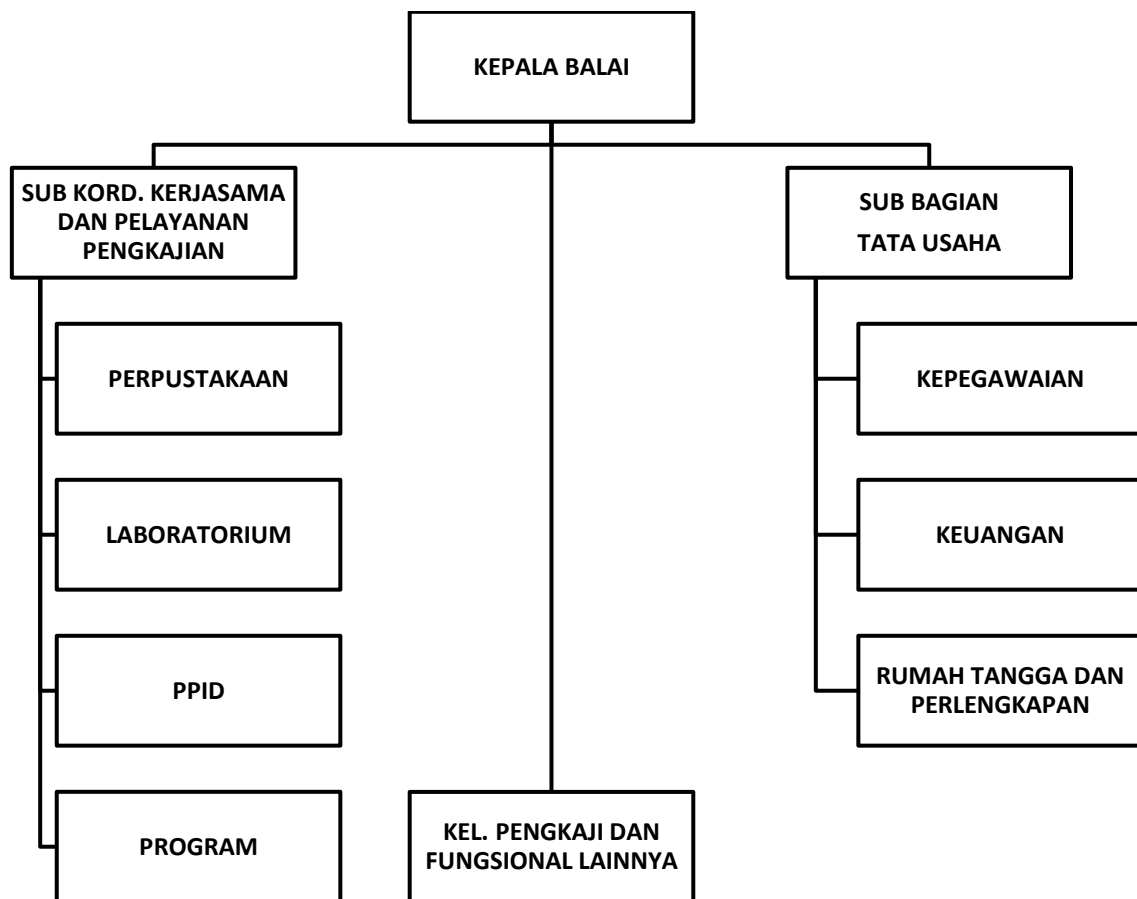 KEPALA BALAI
SUB KORD. KERJASAMA
DAN PELAYANAN
PENGKAJIAN
SUB BAGIAN
TATA USAHA
PERPUSTAKAAN
KEPEGAWAIAN
LABORATORIUM
KEUANGAN
PPID
RUMAH TANGGA DAN
PERLENGKAPAN
PROGRAM
KEL. PENGKAJI DAN
FUNGSIONAL LAINNYA